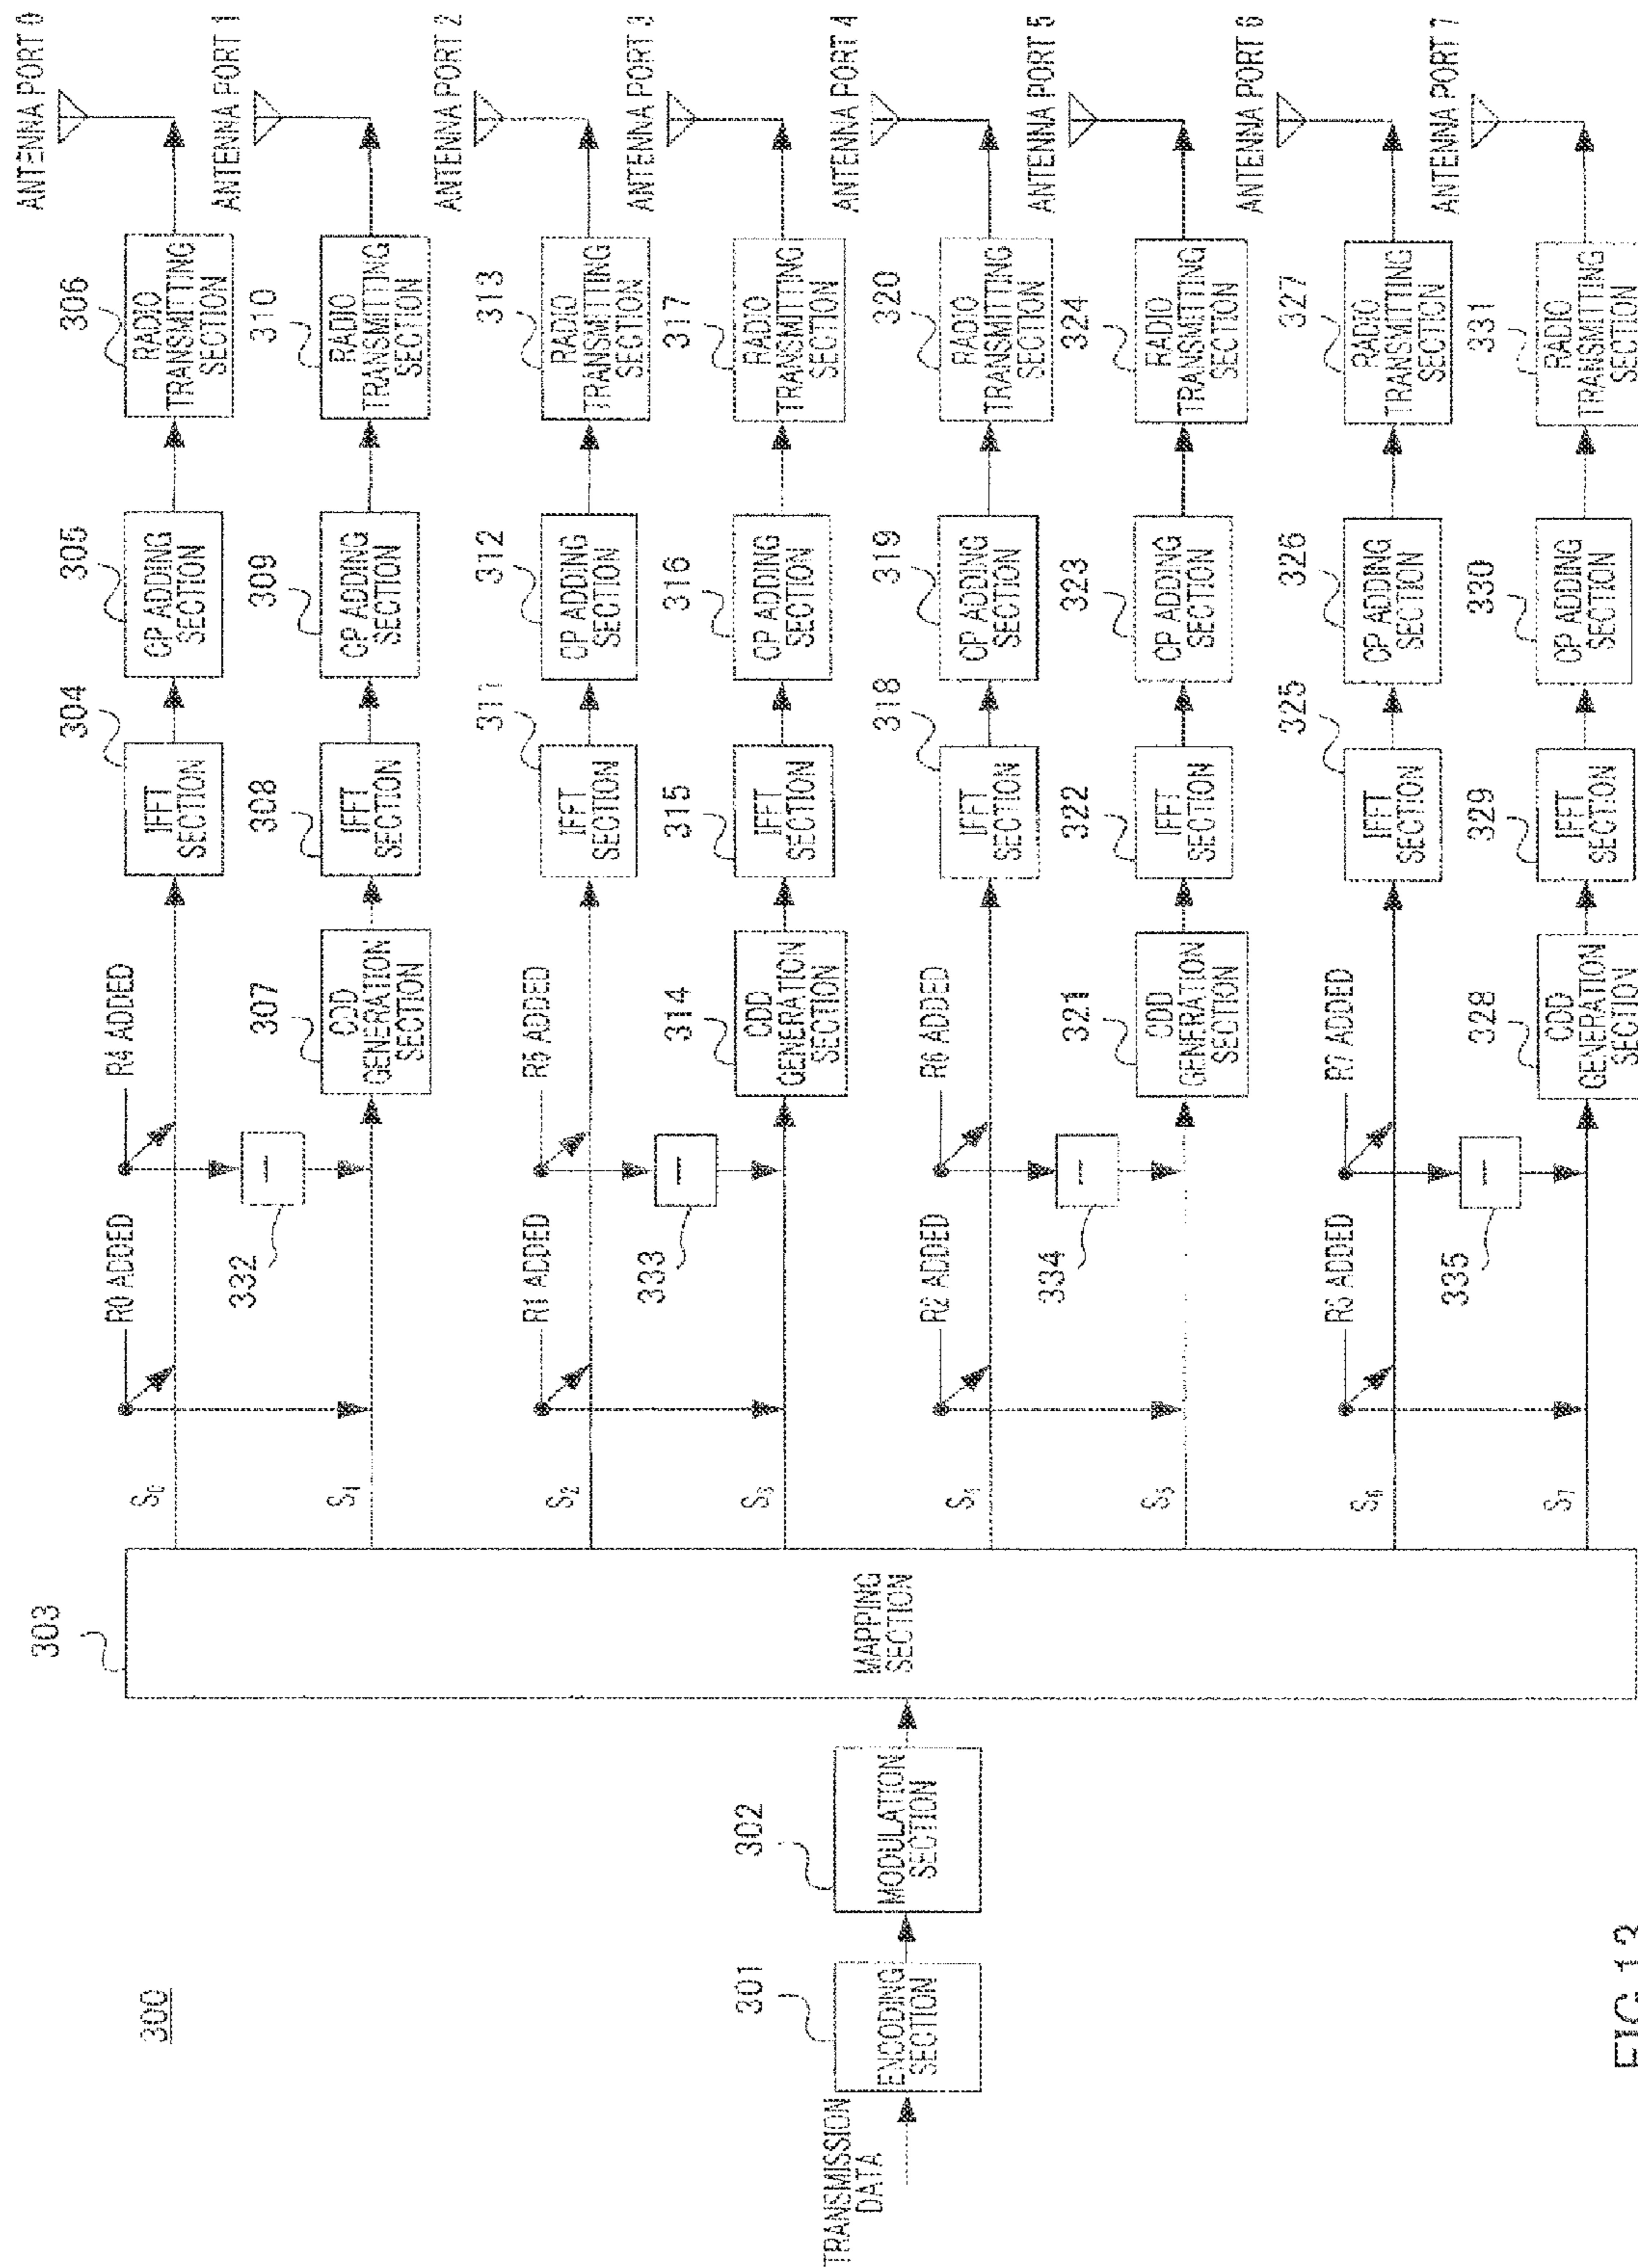 300
TRANSMISSION
DATA
301
ENCODING
SECTION
302
MODULATION
SECTION
303
MAPPING
SECTION
S0
R0 ADDED
R4 ADDED
332
—
304
IFFT
SECTION
305
CP ADDING
SECTION
306
RADIO
TRANSMITTING
SECTION
ANTENNA PORT 0
S1
307
CDD
GENERATION
SECTION
308
IFFT
SECTION
309
CP ADDING
SECTION
310
RADIO
TRANSMITTING
SECTION
ANTENNA PORT 1
S2
R1 ADDED
R5 ADDED
333
—
311
IFFT
SECTION
312
CP ADDING
SECTION
313
RADIO
TRANSMITTING
SECTION
ANTENNA PORT 2
S3
314
CDD
GENERATION
SECTION
315
IFFT
SECTION
316
CP ADDING
SECTION
317
RADIO
TRANSMITTING
SECTION
ANTENNA PORT 3
S4
R2 ADDED
R6 ADDED
334
—
318
IFFT
SECTION
319
CP ADDING
SECTION
320
RADIO
TRANSMITTING
SECTION
ANTENNA PORT 4
S5
321
CDD
GENERATION
SECTION
322
IFFT
SECTION
323
CP ADDING
SECTION
324
RADIO
TRANSMITTING
SECTION
ANTENNA PORT 5
S6
R3 ADDED
R7 ADDED
335
—
325
IFFT
SECTION
326
CP ADDING
SECTION
327
RADIO
TRANSMITTING
SECTION
ANTENNA PORT 6
S7
328
CDD
GENERATION
SECTION
329
IFFT
SECTION
330
CP ADDING
SECTION
331
RADIO
TRANSMITTING
SECTION
ANTENNA PORT 7
FIG.13